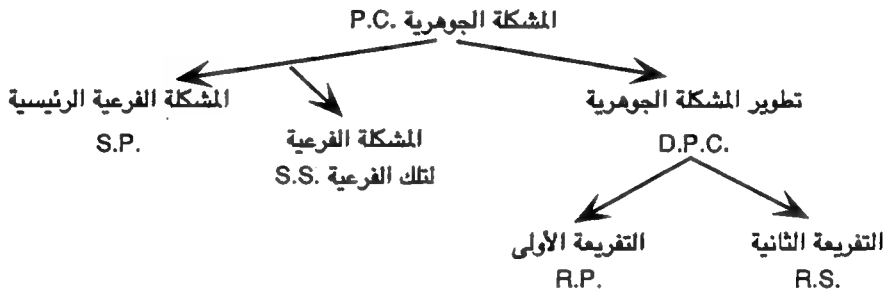 المشكلة الجوهرية P.C.
تطوير المشكلة الجوهرية
D.P.C.
المشكلة الفرعية الرئيسية
S.P.
المشكلة الفرعية
لتلك الفرعية S.S.
التفريعة الثانية
R.S.
التفريعة الأولى
R.P.